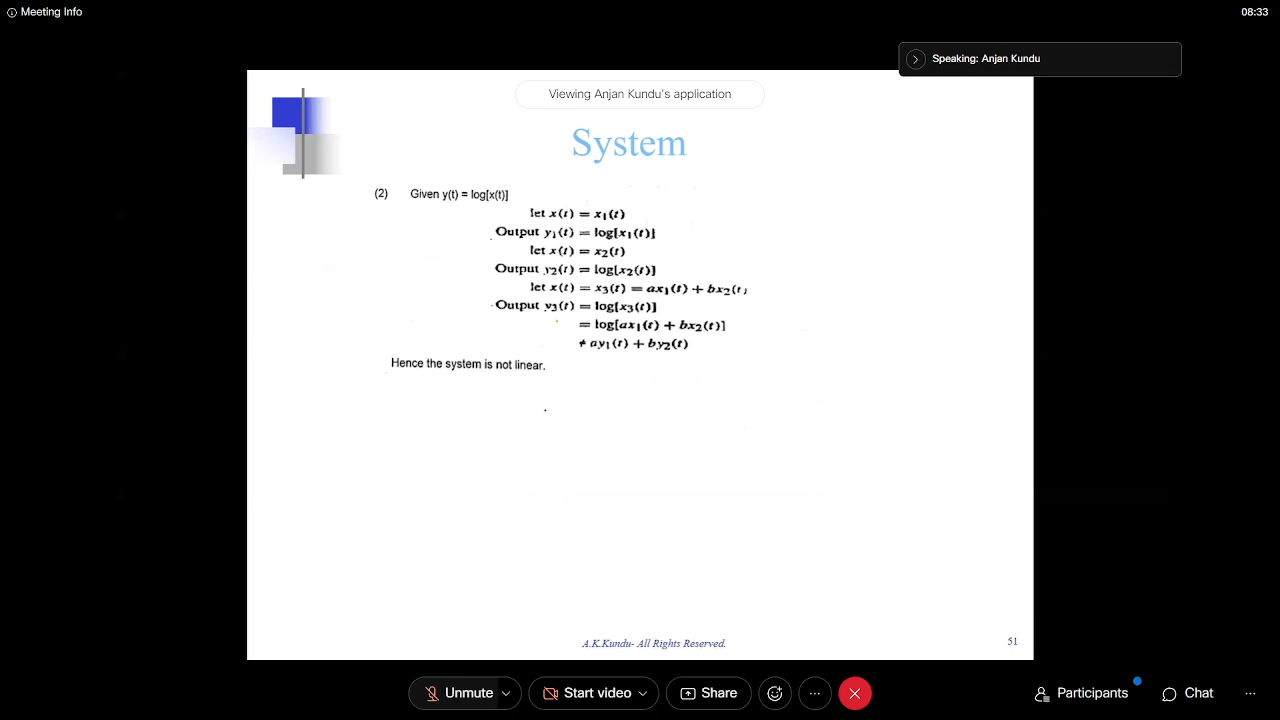 Meeting Info
08:33
Speaking: Anjan Kundu
Viewing Anjan Kundu's application
System
(2) Given y(t) = log[x(t)]
let x(t) = x₁(t)
Output y₁(t) = log[x₁(t)]
let x(t) = x₂(t)
Output y₂(t) = log[x₂(t)]
let x(t) = x₃(t) = ax₁(t) + bx₂(t)
Output y₃(t) = log[x₃(t)]
= log[ax₁(t) + bx₂(t)]
≠ ay₁(t) + by₂(t)
Hence the system is not linear.
A.K.Kundu- All Rights Reserved.
51
Unmute
Start video
Share
Participants
Chat